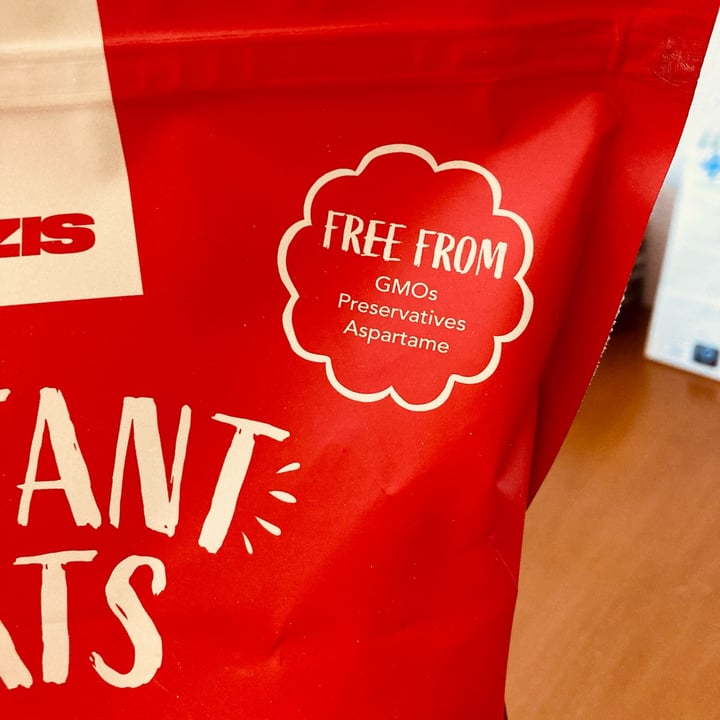 ZIS
FREE FROM
GMOs
Preservatives
Aspartame
TANT
ATS